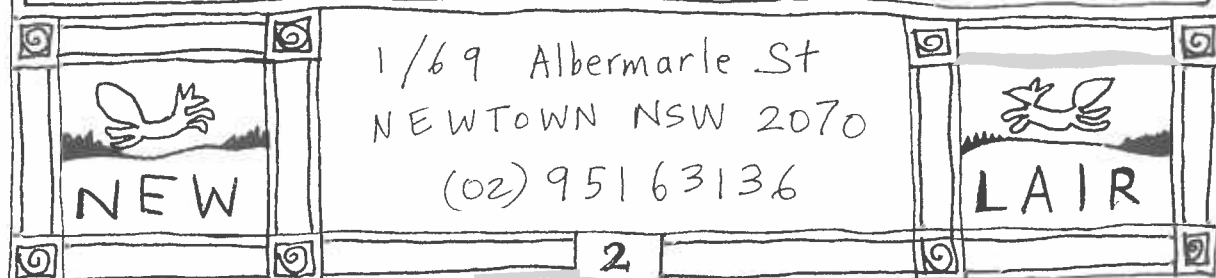 1/69 Albermarle St
NEWTOWN NSW 2070
(02) 95163136
NEW
LAIR
2